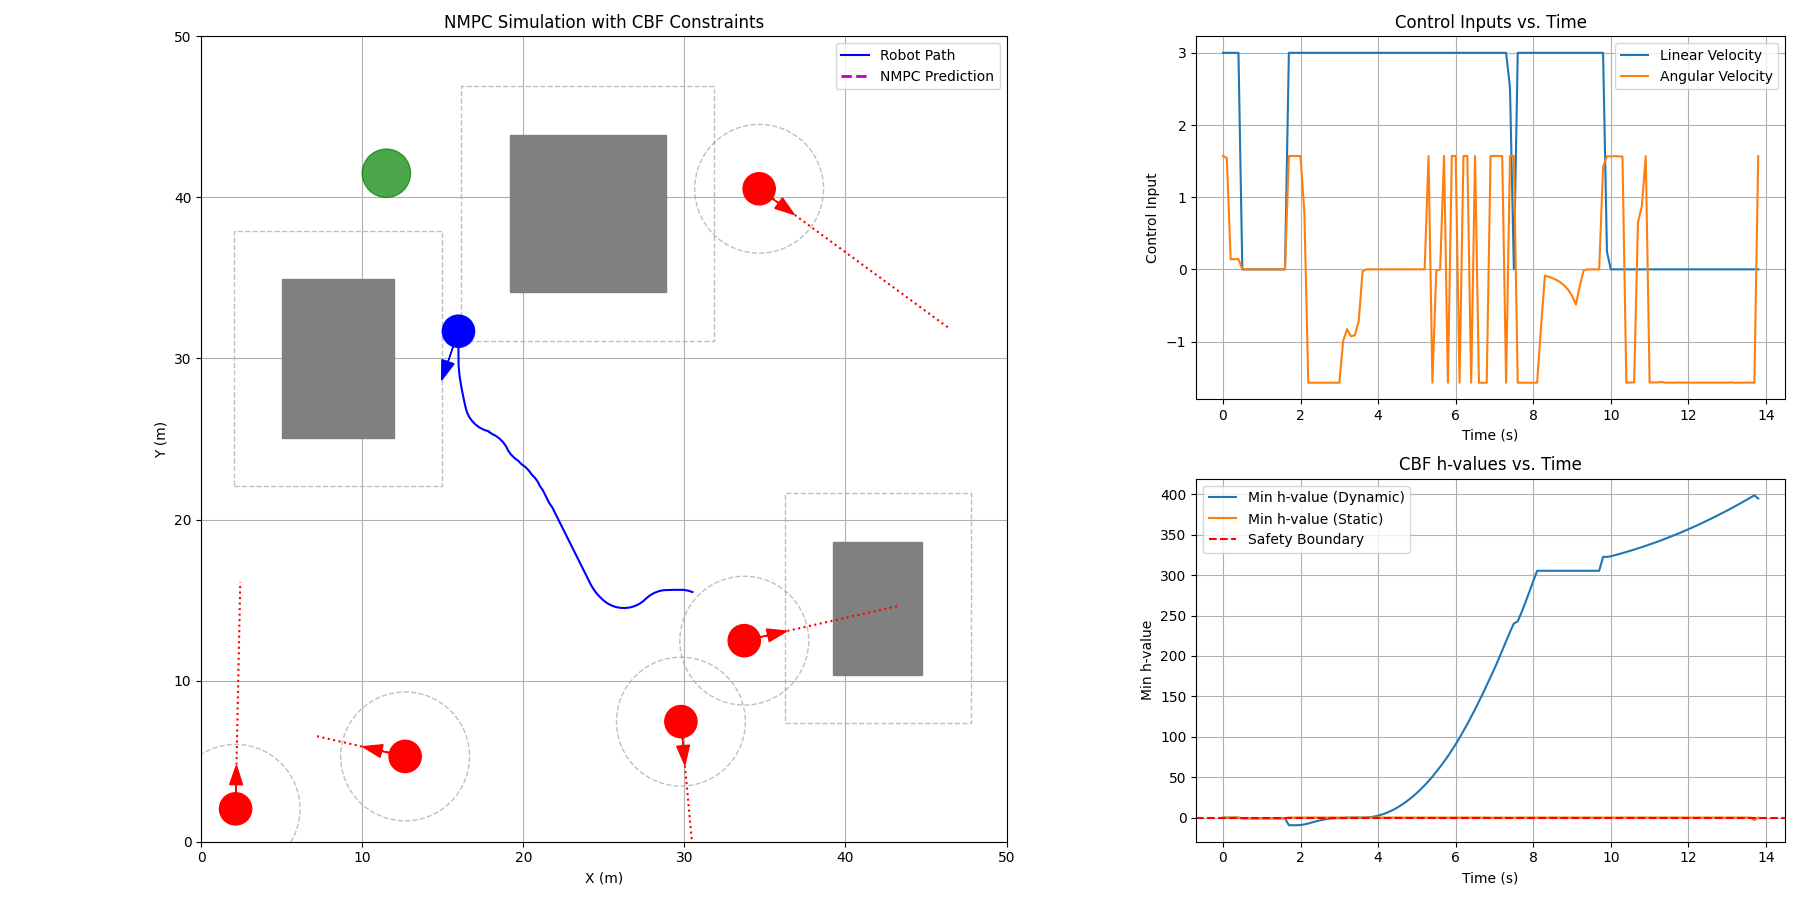 NMPC Simulation with CBF Constraints
Robot Path
NMPC Prediction
50
40
30
20
10
0
Y (m)
0 10 20 30 40 50
X (m)
Control Inputs vs. Time
Linear Velocity
Angular Velocity
3
2
1
0
−1
Control Input
0 2 4 6 8 10 12 14
Time (s)
CBF h-values vs. Time
Min h-value (Dynamic)
Min h-value (Static)
Safety Boundary
400
350
300
250
200
150
100
50
0
Min h-value
0 2 4 6 8 10 12 14
Time (s)